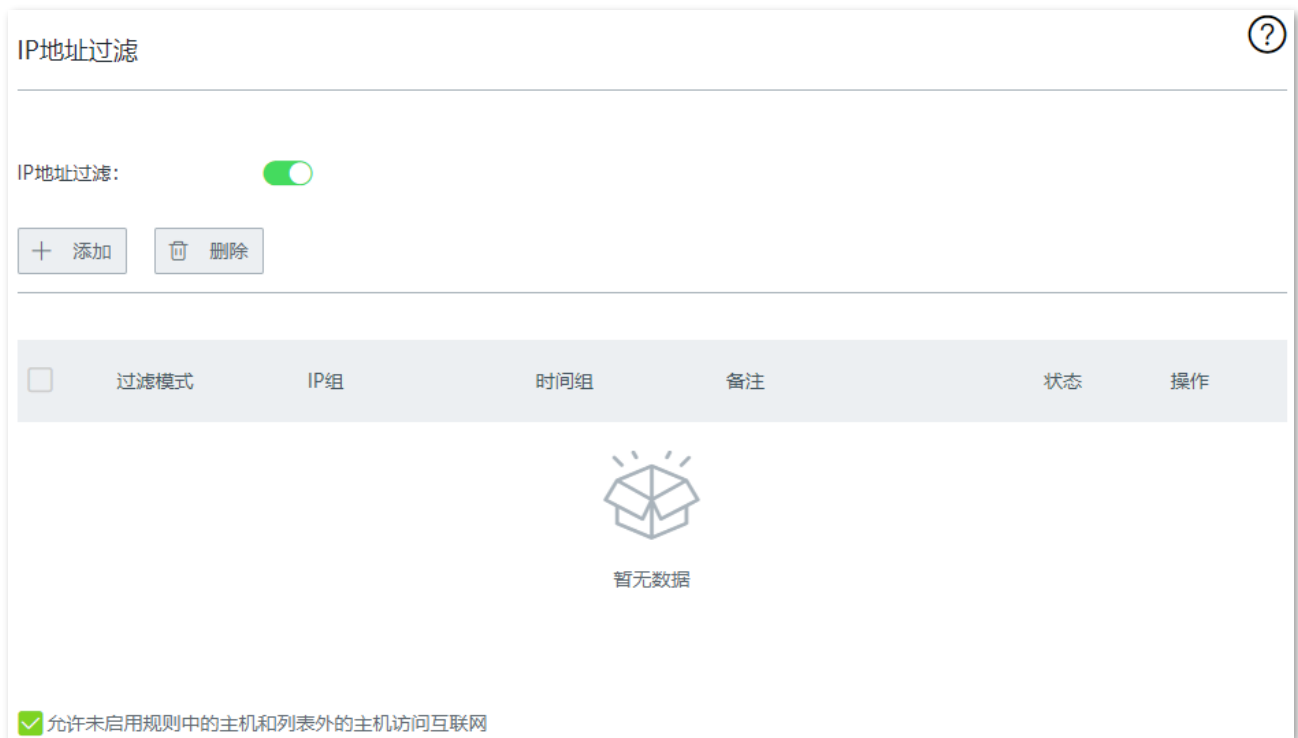 IP地址过滤
IP地址过滤:
添加 删除
过滤模式 IP组 时间组 备注 状态 操作
暂无数据
允许未启用规则中的主机和列表外的主机访问互联网